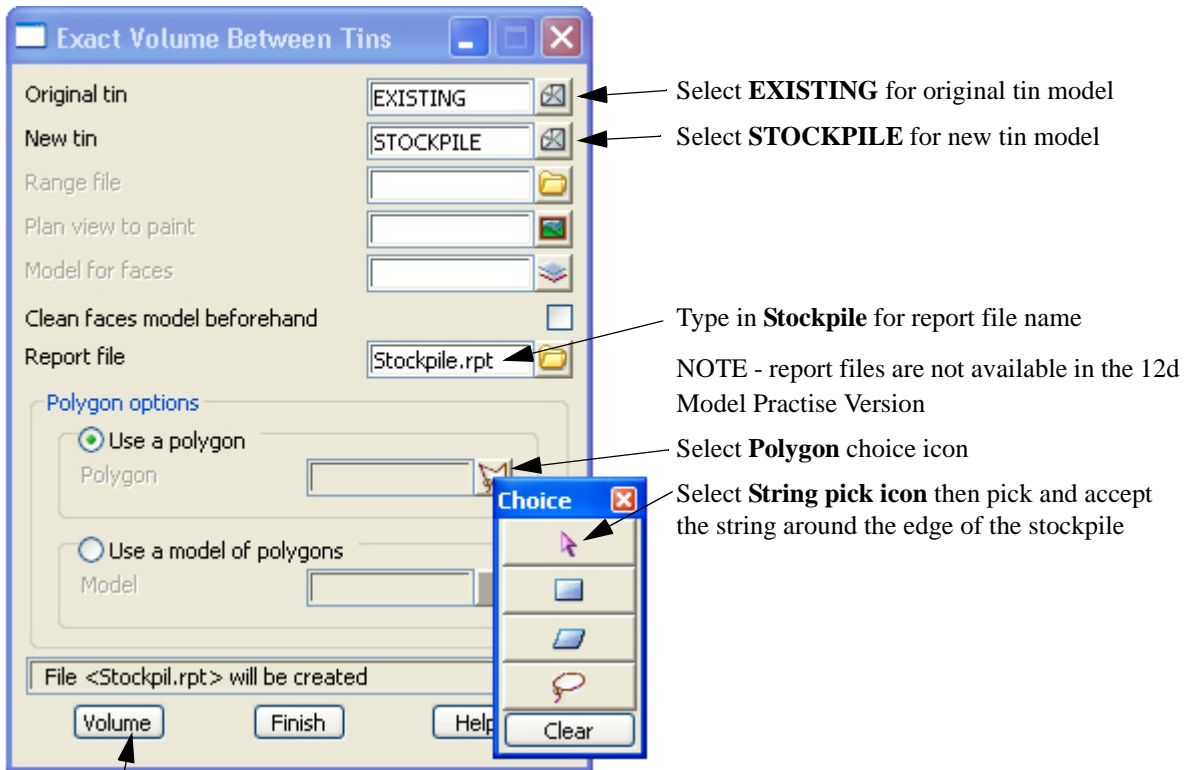 Exact Volume Between Tins
Original tin EXISTING
Select EXISTING for original tin model
New tin STOCKPILE
Select STOCKPILE for new tin model
Range file
Plan view to paint
Model for faces
Clean faces model beforehand
Report file Stockpile.rpt
Type in Stockpile for report file name
NOTE - report files are not available in the 12d
Model Practise Version
Polygon options
Use a polygon
Polygon
Select Polygon choice icon
Choice
Select String pick icon then pick and accept
the string around the edge of the stockpile
Use a model of polygons
Model
File <Stockpil.rpt> will be created
Volume Finish Help
Clear